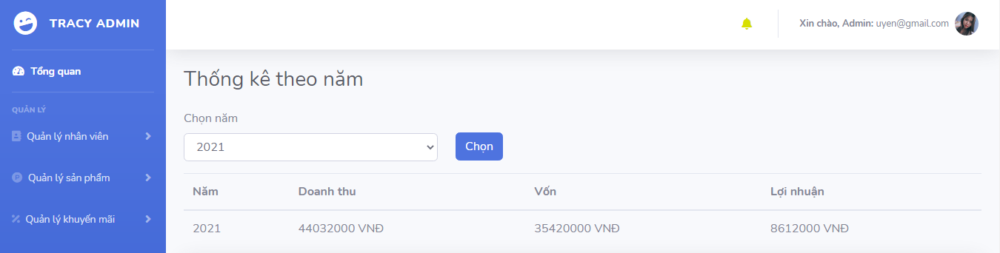 TRACY ADMIN
Xin chào, Admin: uyen@gmail.com
Tổng quan
QUẢN LÝ
Quản lý nhân viên
Quản lý sản phẩm
Quản lý khuyến mãi
Thống kê theo năm
Chọn năm
2021
Chọn
Năm Doanh thu Vốn Lợi nhuận
2021 44032000 VNĐ 35420000 VNĐ 8612000 VNĐ